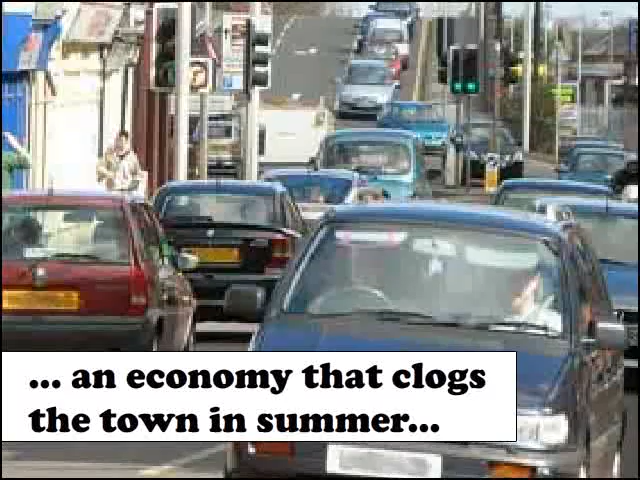 ... an economy that clogs
the town in summer...